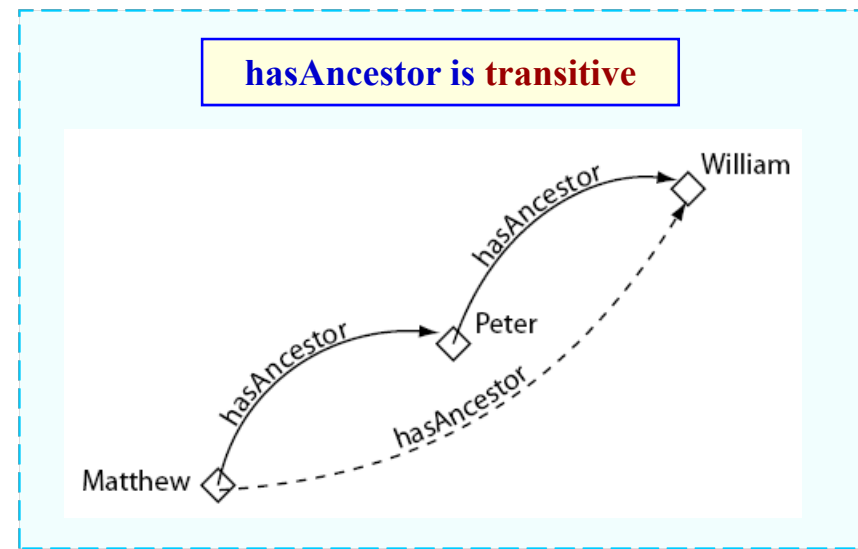 hasAncestor is transitive
William
hasAncestor
Peter
hasAncestor
hasAncestor
Matthew